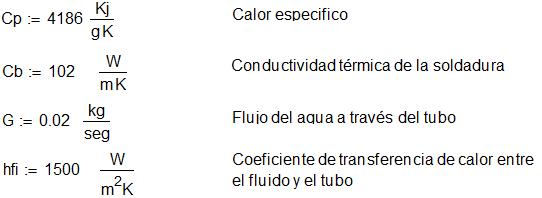 Cp := 4186 Kj/gK Calor especifico
Cb := 102 W/mK Conductividad térmica de la soldadura
G := 0.02 kg/seg Flujo del agua a través del tubo
hfi := 1500 W/m²K Coeficiente de transferencia de calor entre
el fluido y el tubo